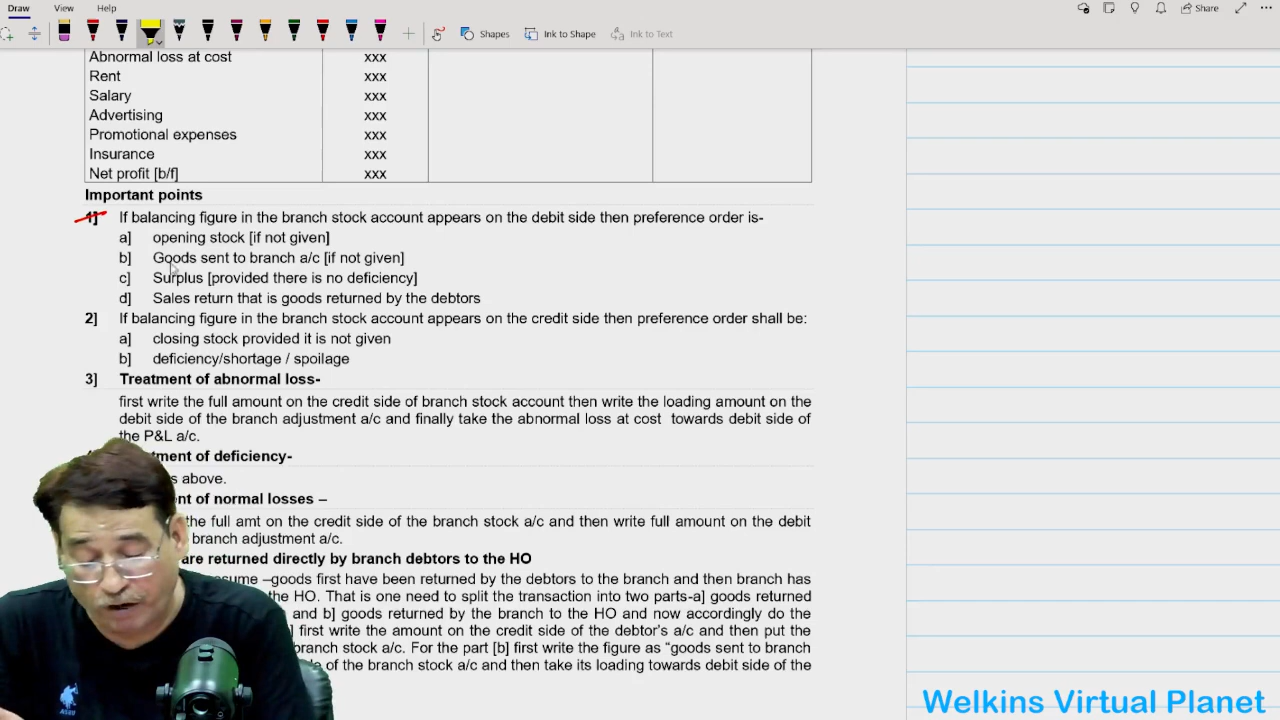 Draw View Share
Shapes Ink to Shape Ink to Text
Abnormal loss at cost xxx
Rent xxx
Salary xxx
Advertising xxx
Promotional expenses xxx
Insurance xxx
Net profit [b/f] xxx
Important points
1] If balancing figure in the branch stock account appears on the debit side then preference order is-
a] opening stock [if not given]
b] Goods sent to branch a/c [if not given]
c] Surplus [provided there is no deficiency]
d] Sales return that is goods returned by the debtors
2] If balancing figure in the branch stock account appears on the credit side then preference order shall be:
a] closing stock provided it is not given
b] deficiency/shortage / spoilage
3] Treatment of abnormal loss-
first write the full amount on the credit side of branch stock account then write the loading amount on the
debit side of the branch adjustment a/c and finally take the abnormal loss at cost towards debit side of
the P&L a/c.
of deficiency-
above.
of normal losses –
the full amt on the credit side of the branch stock a/c and then write full amount on the debit
branch adjustment a/c.
are returned directly by branch debtors to the HO
–goods first have been returned by the debtors to the branch and then branch has
the HO. That is one need to split the transaction into two parts-a] goods returned
and b] goods returned by the branch to the HO and now accordingly do the
first write the amount on the credit side of the debtor's a/c and then put the
branch stock a/c. For the part [b] first write the figure as “goods sent to branch
of the branch stock a/c and then take its loading towards debit side of the
Welkins Virtual Planet